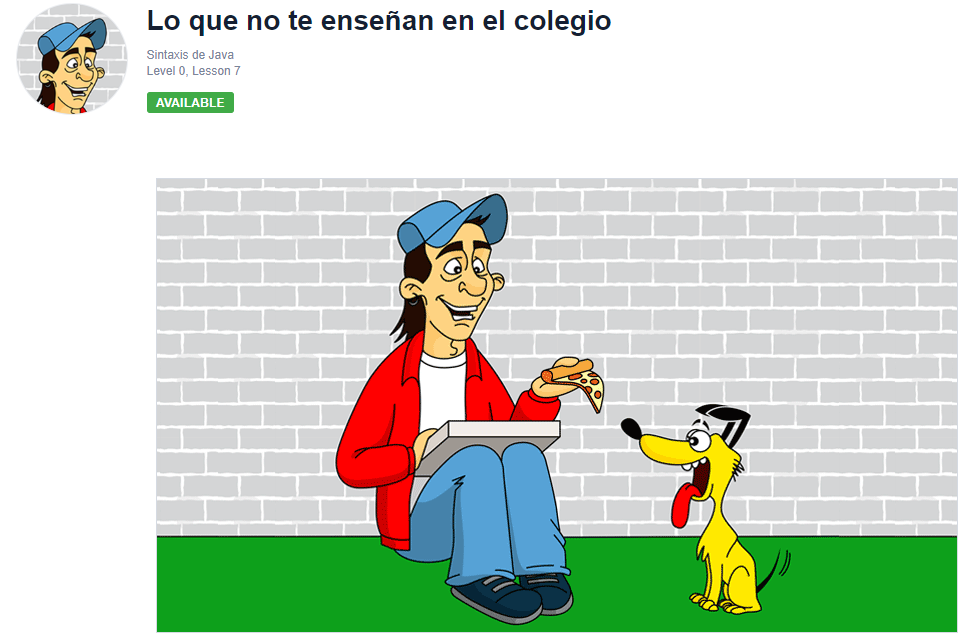 Lo que no te enseñan en el colegio
Sintaxis de Java
Level 0, Lesson 7
AVAILABLE